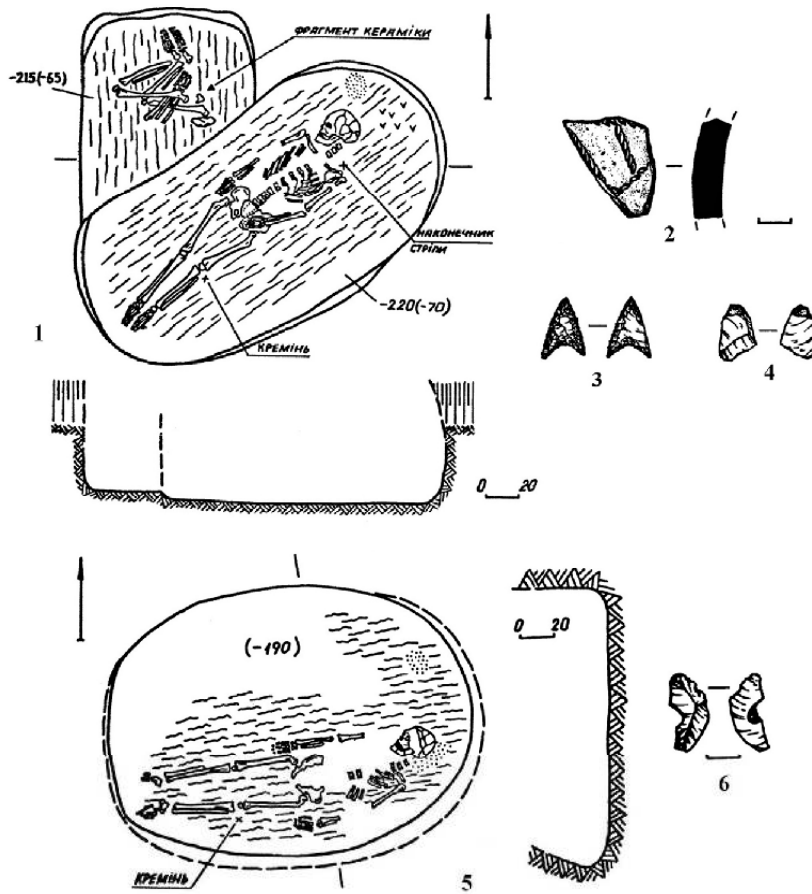 ФРАГМЕНТ КЕРАМІКИ
-215(-65)
НАКОНЕЧНИК
СТРІЛИ
-220(-70)
КРЕМІНЬ
1
2
3
4
0 20
(-190)
0 20
КРЕМІНЬ
5
6